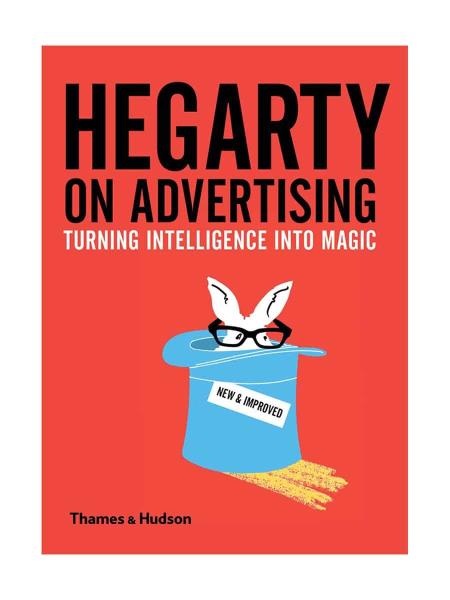 HEGARTY
ON ADVERTISING
TURNING INTELLIGENCE INTO MAGIC
NEW & IMPROVED
Thames & Hudson